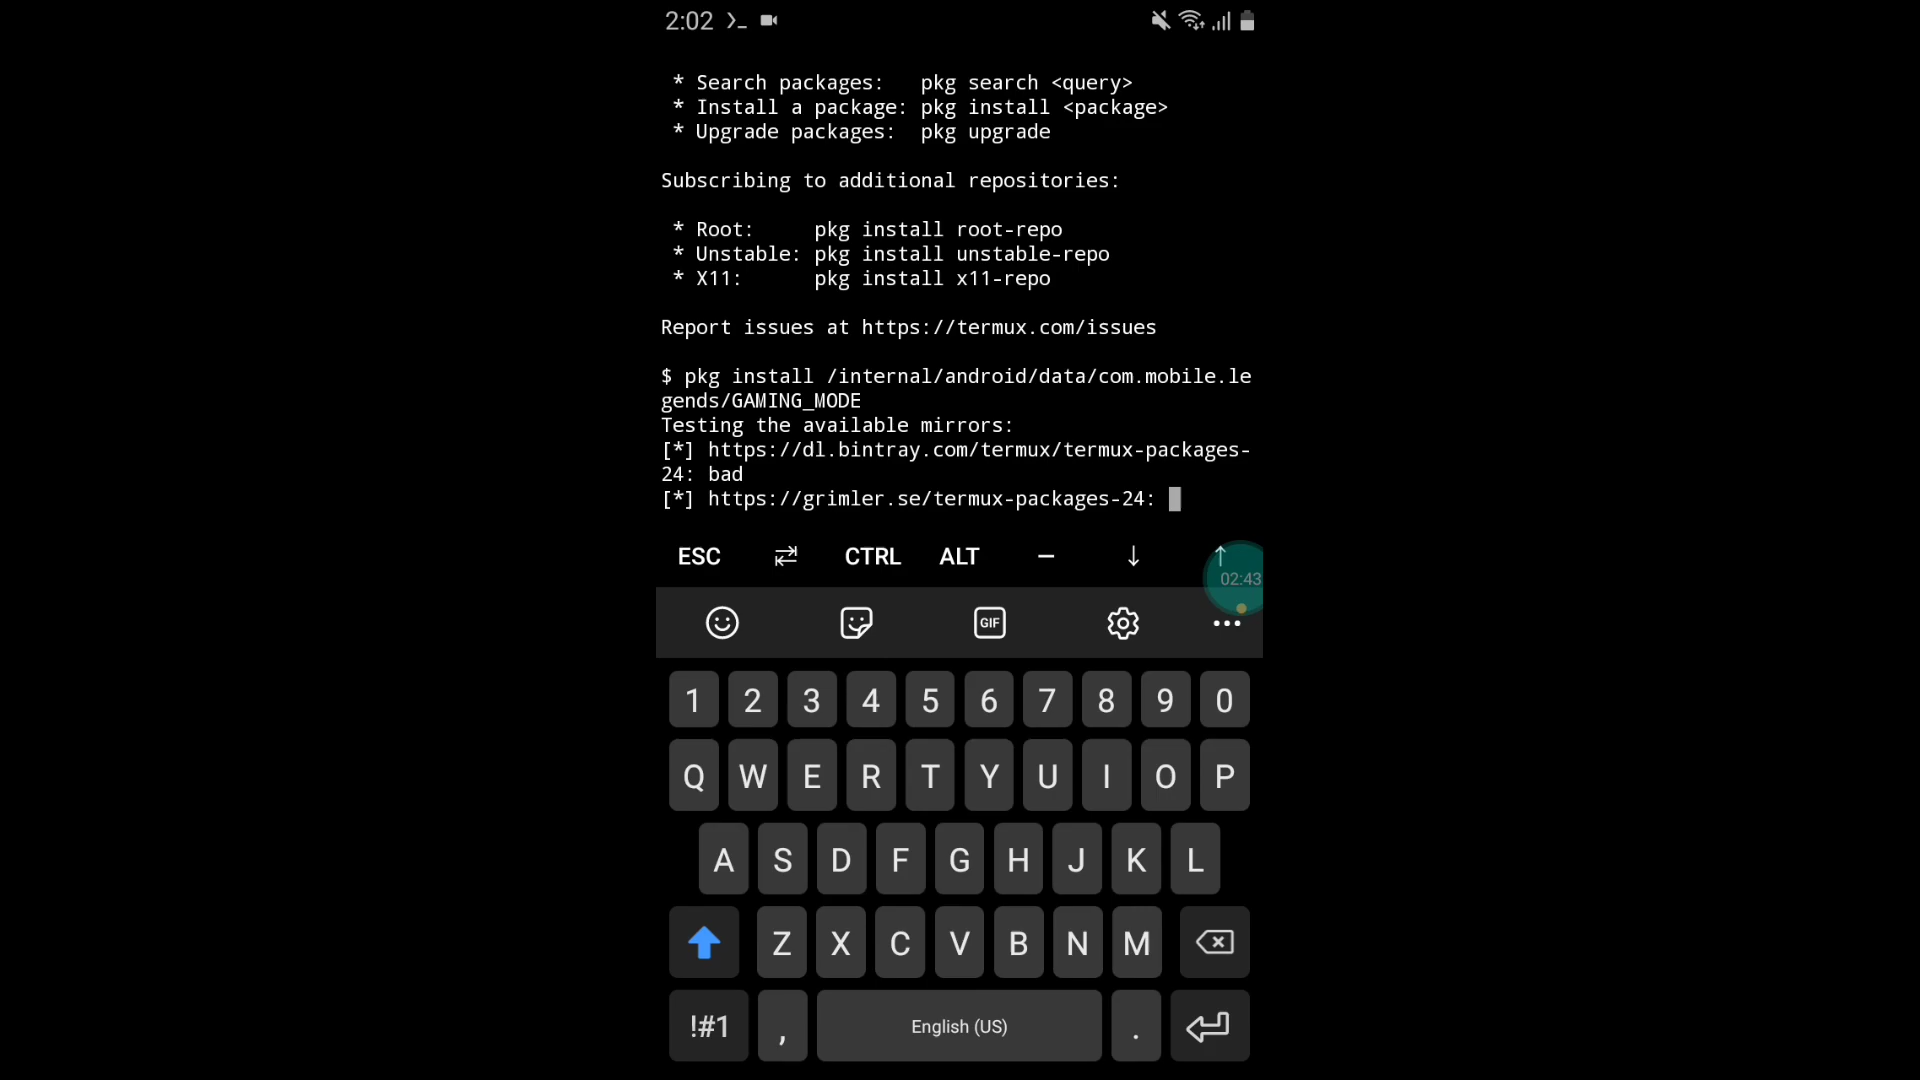 2:02
* Search packages: pkg search <query>
* Install a package: pkg install <package>
* Upgrade packages: pkg upgrade
Subscribing to additional repositories:
* Root: pkg install root-repo
* Unstable: pkg install unstable-repo
* X11: pkg install x11-repo
Report issues at https://termux.com/issues
$ pkg install /internal/android/data/com.mobile.le
gends/GAMING_MODE
Testing the available mirrors:
[*] https://dl.bintray.com/termux/termux-packages-
24: bad
[*] https://grimler.se/termux-packages-24:
ESC CTRL ALT –
02:43
GIF
1 2 3 4 5 6 7 8 9 0
Q W E R T Y U I O P
A S D F G H J K L
Z X C V B N M
!#1 , English (US) .